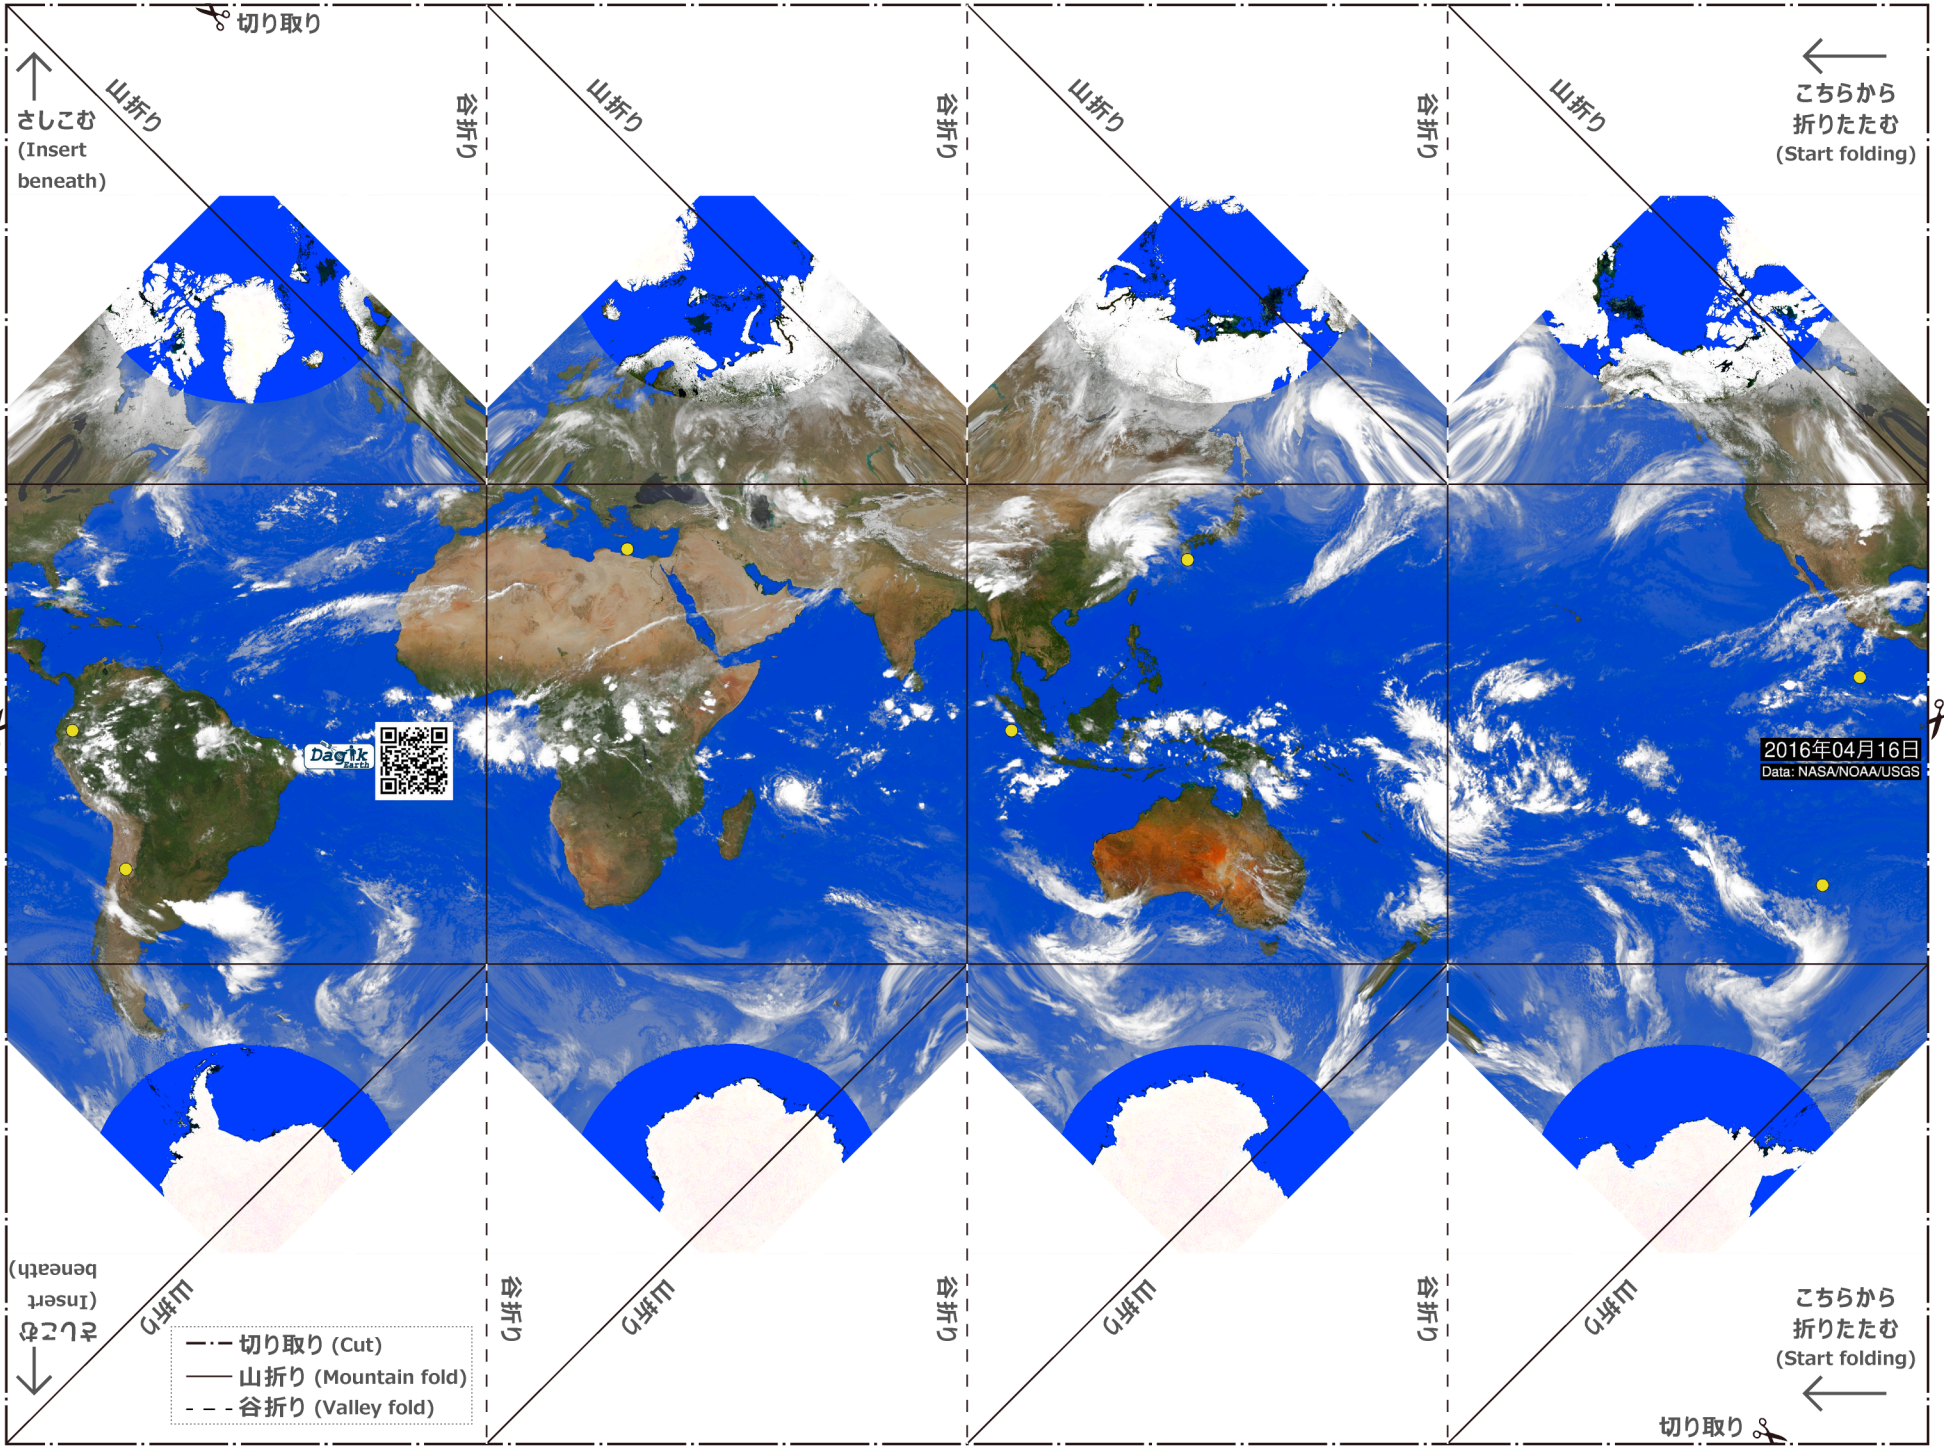 切り取り
山折り
谷折り
山折り
谷折り
山折り
谷折り
山折り
さしこむ
(Insert
beneath)
こちらから
折りたたむ
(Start folding)
Dagik
Earth
2016年04月16日
Data: NASA/NOAA/USGS
さしこむ
(Insert
beneath)
山折り
谷折り
山折り
谷折り
山折り
谷折り
山折り
切り取り (Cut)
山折り (Mountain fold)
谷折り (Valley fold)
こちらから
折りたたむ
(Start folding)
切り取り